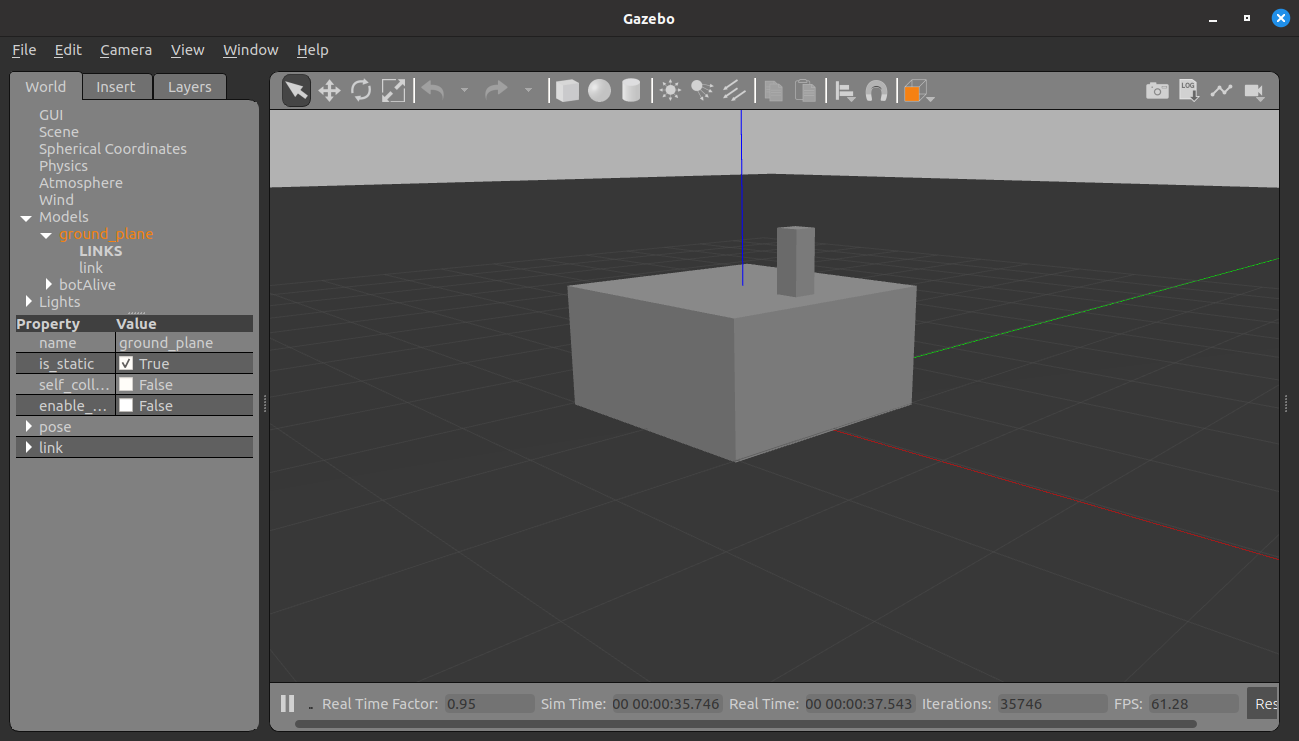 Gazebo
File Edit Camera View Window Help
World Insert Layers
LOG
GUI
Scene
Spherical Coordinates
Physics
Atmosphere
Wind
Models
ground_plane
LINKS
link
botAlive
Lights
Property Value
name ground_plane
is_static True
self_coll... False
enable_... False
pose
link
Real Time Factor: 0.95 Sim Time: 00 00:00:35.746 Real Time: 00 00:00:37.543 Iterations: 35746 FPS: 61.28 Res